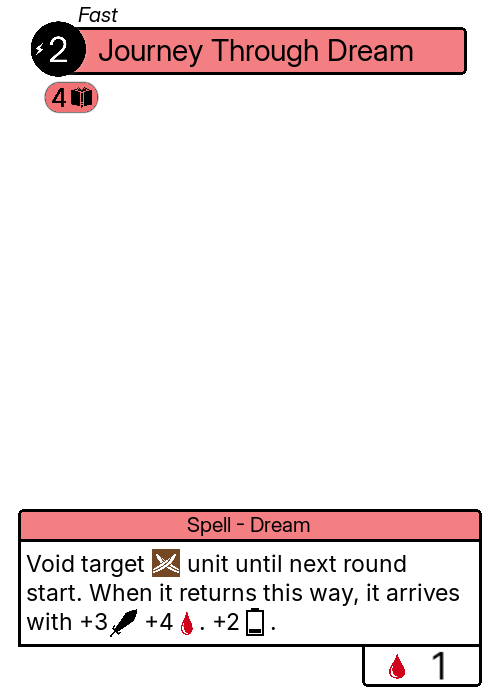 Fast
2 Journey Through Dream
4
Spell - Dream
Void target unit until next round
start. When it returns this way, it arrives
with +3 +4 . +2 .
1